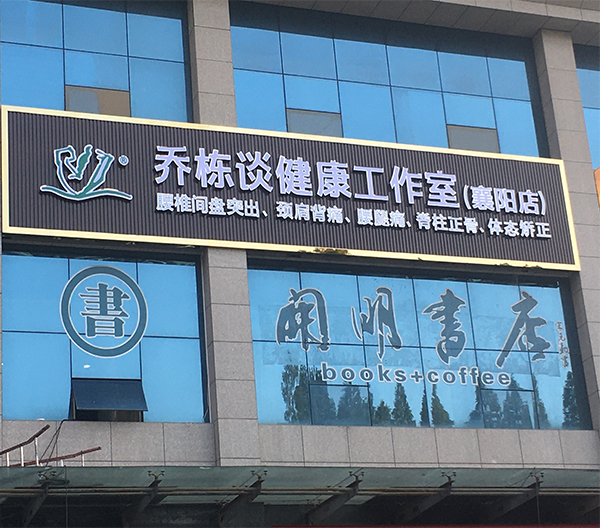 乔栋谈健康工作室(襄阳店)
®
腰椎间盘突出、颈肩背痛、腰腿痛、脊柱正骨、体态矫正
書
開明書店
books+coffee